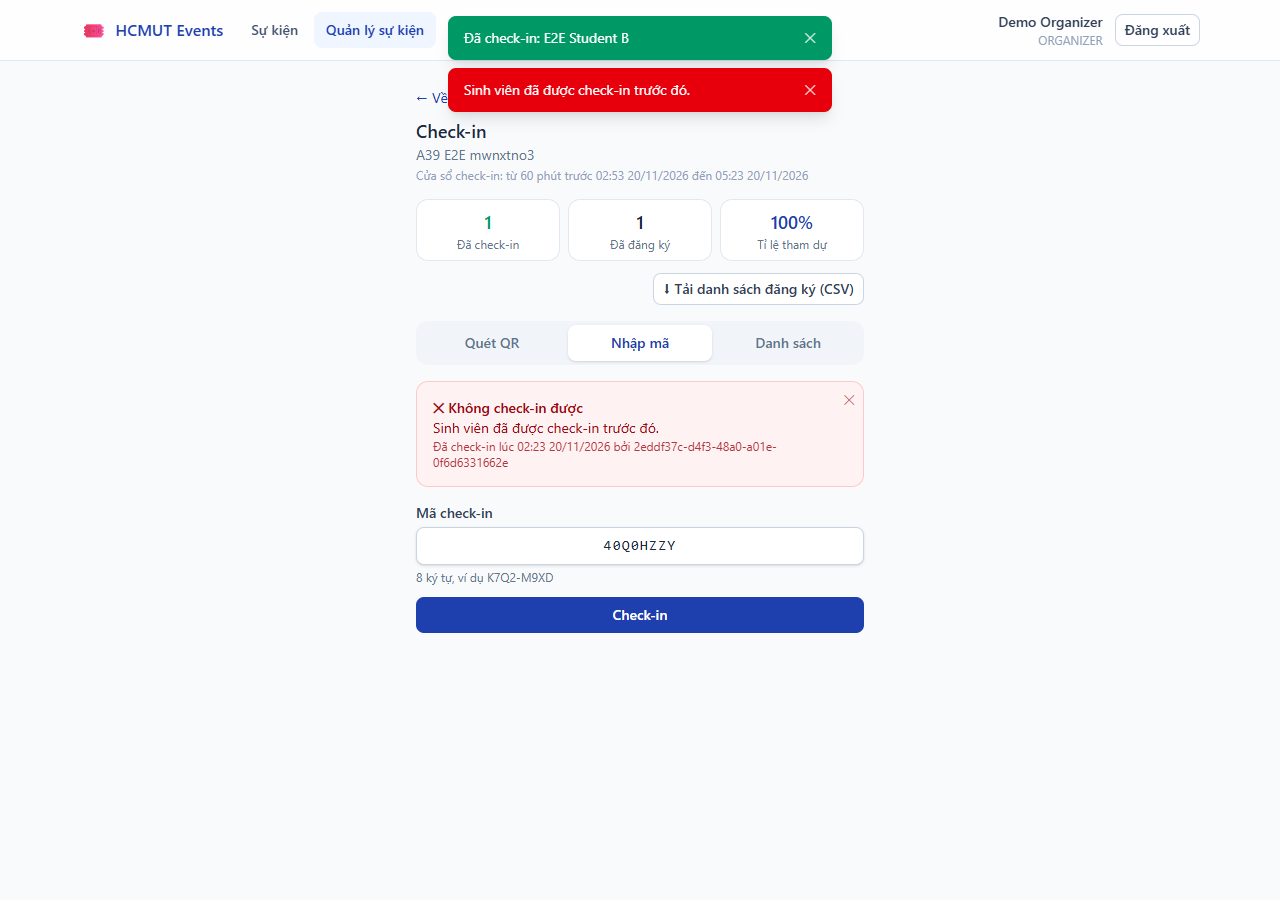 HCMUT Events
Sự kiện
Quản lý sự kiện
Demo Organizer
ORGANIZER
Đăng xuất
Đã check-in: E2E Student B
Sinh viên đã được check-in trước đó.
← Về
Check-in
A39 E2E mwnxtno3
Cửa sổ check-in: từ 60 phút trước 02:53 20/11/2026 đến 05:23 20/11/2026
1
Đã check-in
1
Đã đăng ký
100%
Tỉ lệ tham dự
⬇ Tải danh sách đăng ký (CSV)
Quét QR
Nhập mã
Danh sách
✕ Không check-in được
Sinh viên đã được check-in trước đó.
Đã check-in lúc 02:23 20/11/2026 bởi 2eddf37c-d4f3-48a0-a01e-
0f6d6331662e
Mã check-in
40Q0HZZY
8 ký tự, ví dụ K7Q2-M9XD
Check-in